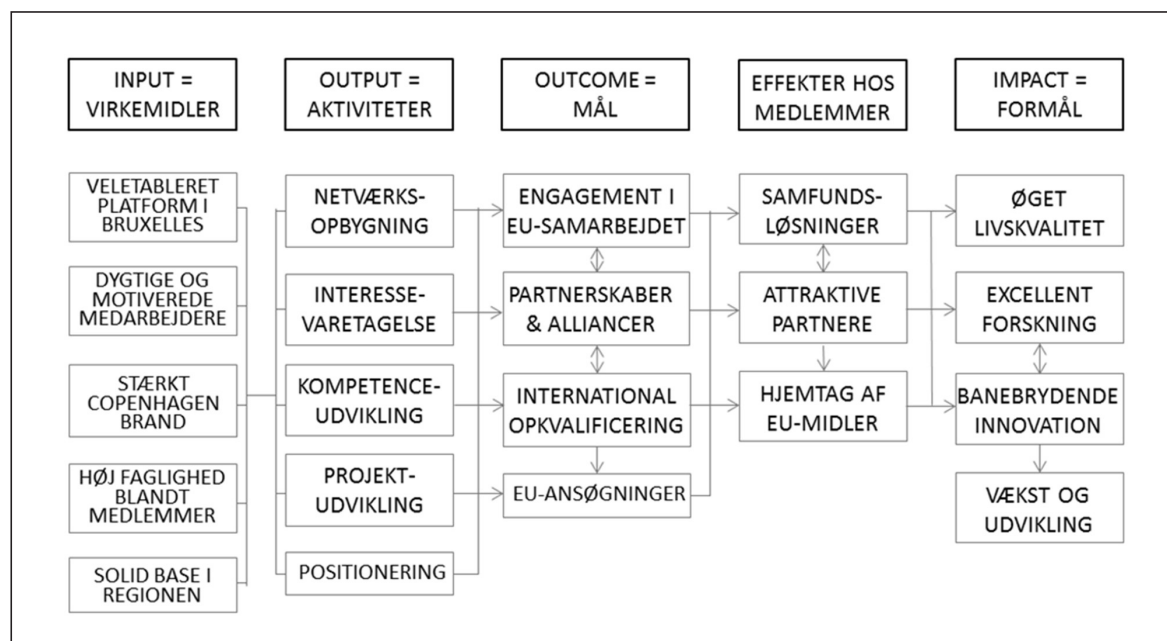 INPUT =
VIRKEMIDLER
OUTPUT =
AKTIVITETER
OUTCOME =
MÅL
EFFEKTER HOS
MEDLEMMER
IMPACT =
FORMÅL
VELETABLERET
PLATFORM I
BRUXELLES
DYGTIGE OG
MOTIVEREDE
MEDARBEJDERE
STÆRKT
COPENHAGEN
BRAND
HØJ FAGLIGHED
BLANDT
MEDLEMMER
SOLID BASE I
REGIONEN
NETVÆRKS-
OPBYGNING
INTERESSE-
VARETAGELSE
KOMPETENCE-
UDVIKLING
PROJEKT-
UDVIKLING
POSITIONERING
ENGAGEMENT I
EU-SAMARBEJDET
PARTNERSKABER
& ALLIANCER
INTERNATIONAL
OPKVALIFICERING
EU-ANSØGNINGER
SAMFUNDS-
LØSNINGER
ATTRAKTIVE
PARTNERE
HJEMTAG AF
EU-MIDLER
ØGET
LIVSKVALITET
EXCELLENT
FORSKNING
BANEBRYDENDE
INNOVATION
VÆKST OG
UDVIKLING